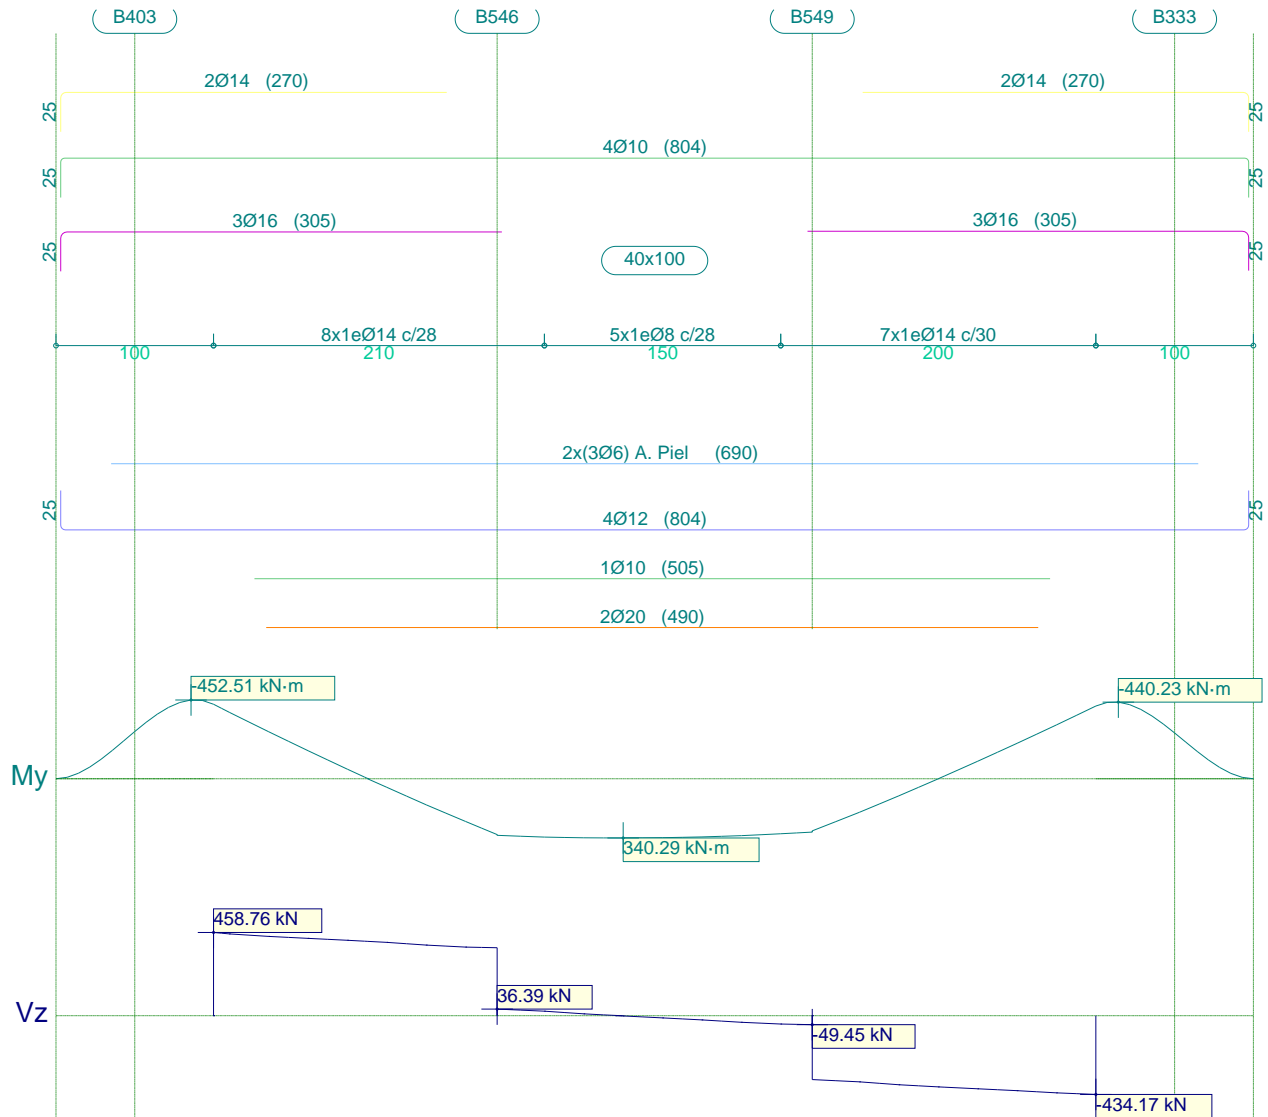 B403 B546 B549 B333
2Ø14 (270) 2Ø14 (270)
25 25
4Ø10 (804)
25 25
3Ø16 (305) 3Ø16 (305)
25 25
40x100
8x1eØ14 c/28 5x1eØ8 c/28 7x1eØ14 c/30
100 210 150 200 100
2x(3Ø6) A. Piel (690)
25 25
4Ø12 (804)
1Ø10 (505)
2Ø20 (490)
-452.51 kN·m -440.23 kN·m
My
340.29 kN·m
458.76 kN
36.39 kN
Vz
-49.45 kN
-434.17 kN